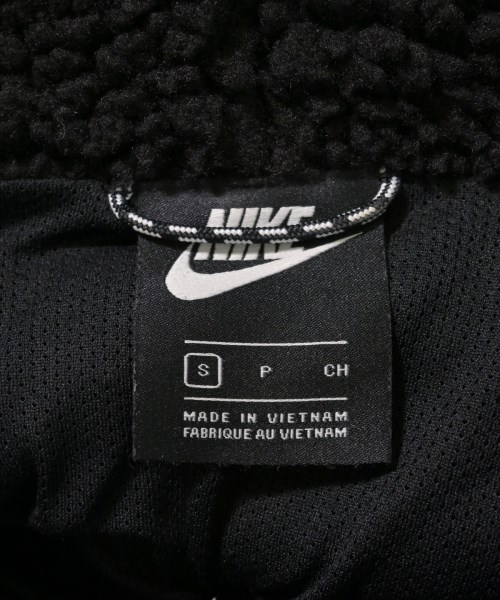 NIKE
S P CH
MADE IN VIETNAM
FABRIQUE AU VIETNAM